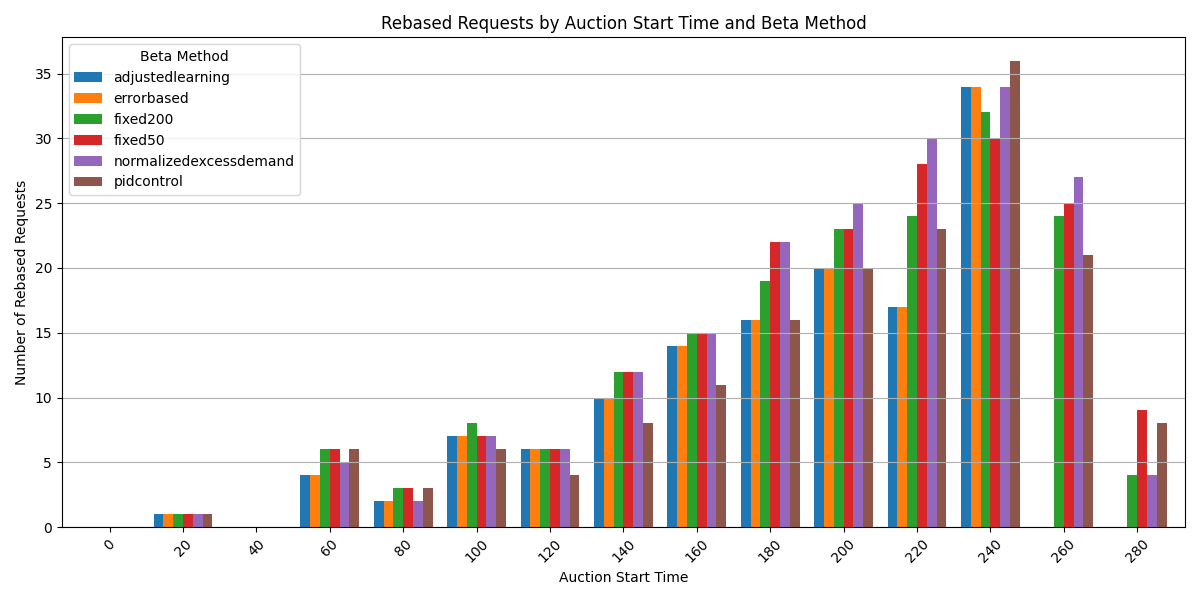 Rebased Requests by Auction Start Time and Beta Method
Beta Method
adjustedlearning
errorbased
fixed200
fixed50
normalizedexcessdemand
pidcontrol
Number of Rebased Requests
35
30
25
20
15
10
5
0
0 20 40 60 80 100 120 140 160 180 200 220 240 260 280
Auction Start Time